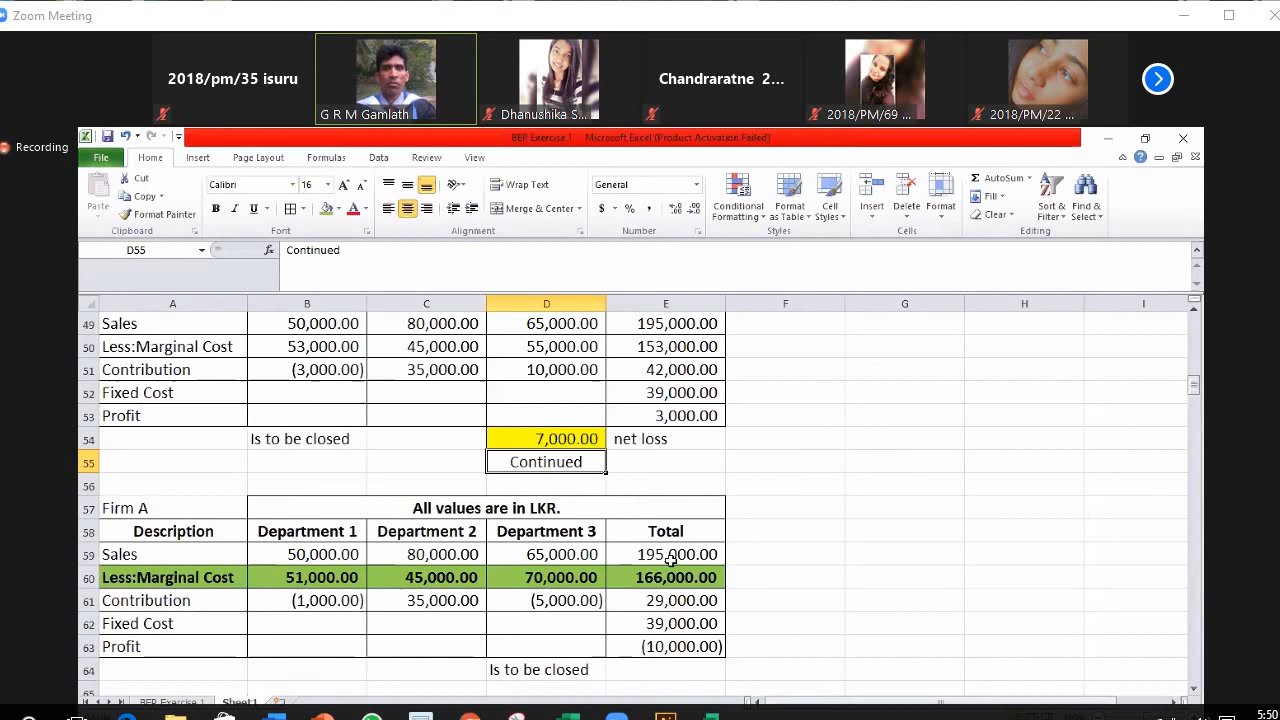 Zoom Meeting
2018/pm/35 isuru
G R M Gamlath
Dhanushika S...
Chandraratne 2...
2018/PM/69 ...
2018/PM/22 ...
Recording
BEP Exercise 1 - Microsoft Excel (Product Activation Failed)
File Home Insert Page Layout Formulas Data Review View
Paste
Cut
Copy
Format Painter
Clipboard
Calibri 16
B I U
Font
Wrap Text
Merge & Center
Alignment
General
$ % ,
Number
Conditional Formatting
Format as Table
Cell Styles
Styles
Insert Delete Format
Cells
AutoSum
Fill
Clear
Sort & Filter
Find & Select
Editing
D55 fx Continued
A B C D E F G H I
49 Sales 50,000.00 80,000.00 65,000.00 195,000.00
50 Less:Marginal Cost 53,000.00 45,000.00 55,000.00 153,000.00
51 Contribution (3,000.00) 35,000.00 10,000.00 42,000.00
52 Fixed Cost 39,000.00
53 Profit 3,000.00
54 Is to be closed 7,000.00 net loss
55 Continued
56
57 Firm A All values are in LKR.
58 Description Department 1 Department 2 Department 3 Total
59 Sales 50,000.00 80,000.00 65,000.00 195,000.00
60 Less:Marginal Cost 51,000.00 45,000.00 70,000.00 166,000.00
61 Contribution (1,000.00) 35,000.00 (5,000.00) 29,000.00
62 Fixed Cost 39,000.00
63 Profit (10,000.00)
64 Is to be closed
65
BEP Exercise 1 Sheet1
5:50